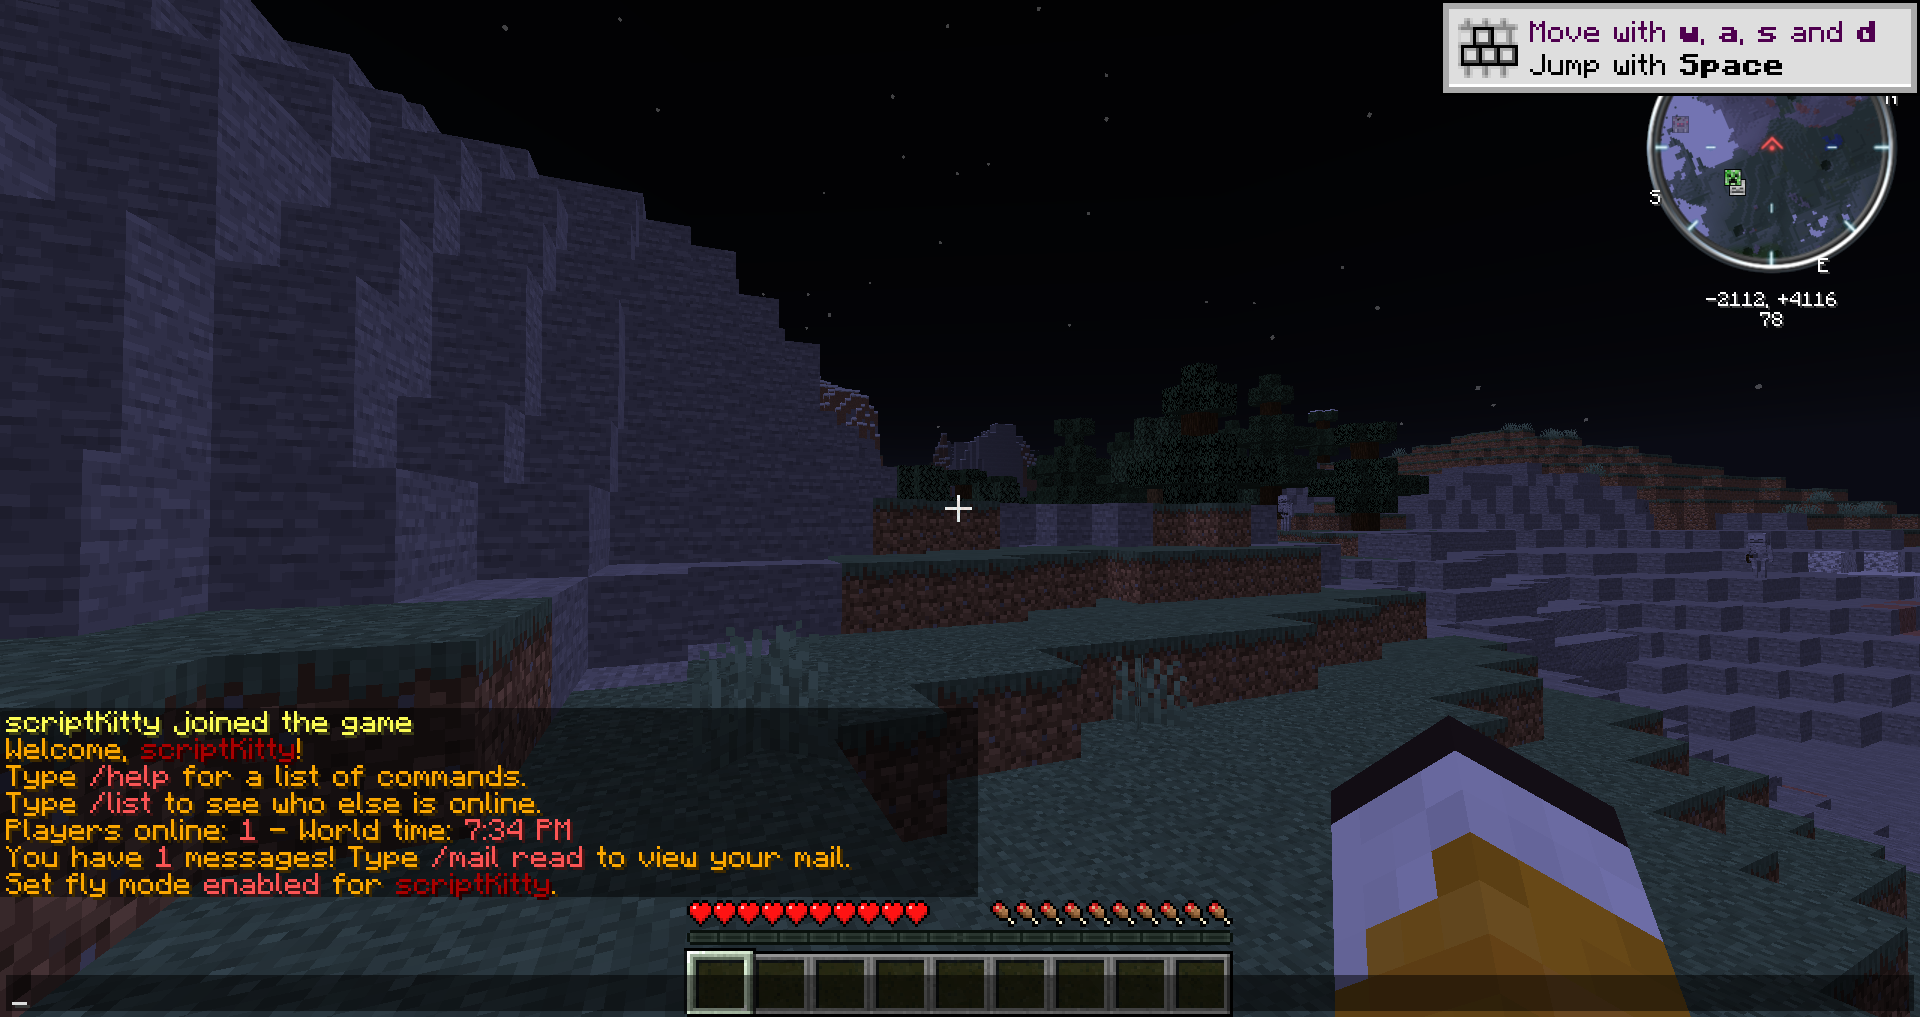 Move with w, a, s and d
Jump with Space
n
S
E
-2112, +4116
78
scriptKitty joined the game
Welcome, scriptKitty!
Type /help for a list of commands.
Type /list to see who else is online.
Players online: 1 - World time: 7:34 PM
You have 1 messages! Type /mail read to view your mail.
Set fly mode enabled for scriptKitty.
_